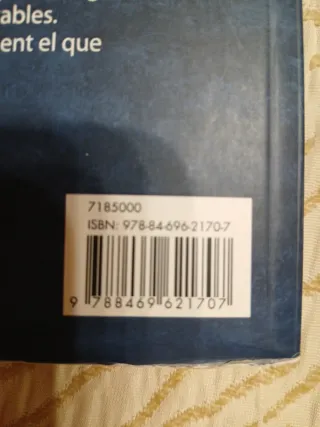 ables.
ent el que
7185000
ISBN: 978-84-696-2170-7
9 788469 621707